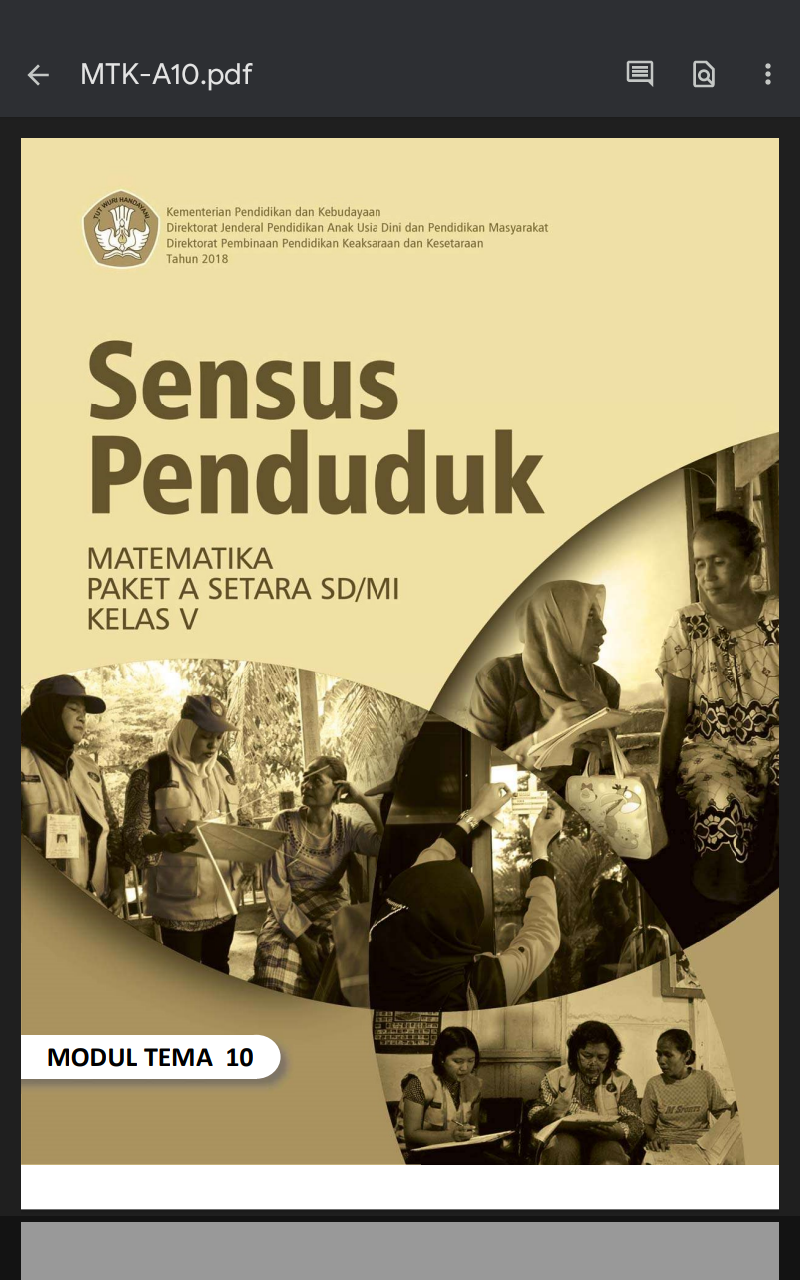 MTK-A10.pdf
TUT WURI HANDAYANI
Kementerian Pendidikan dan Kebudayaan
Direktorat Jenderal Pendidikan Anak Usia Dini dan Pendidikan Masyarakat
Direktorat Pembinaan Pendidikan Keaksaraan dan Kesetaraan
Tahun 2018
Sensus
Penduduk
MATEMATIKA
PAKET A SETARA SD/MI
KELAS V
MODUL TEMA 10